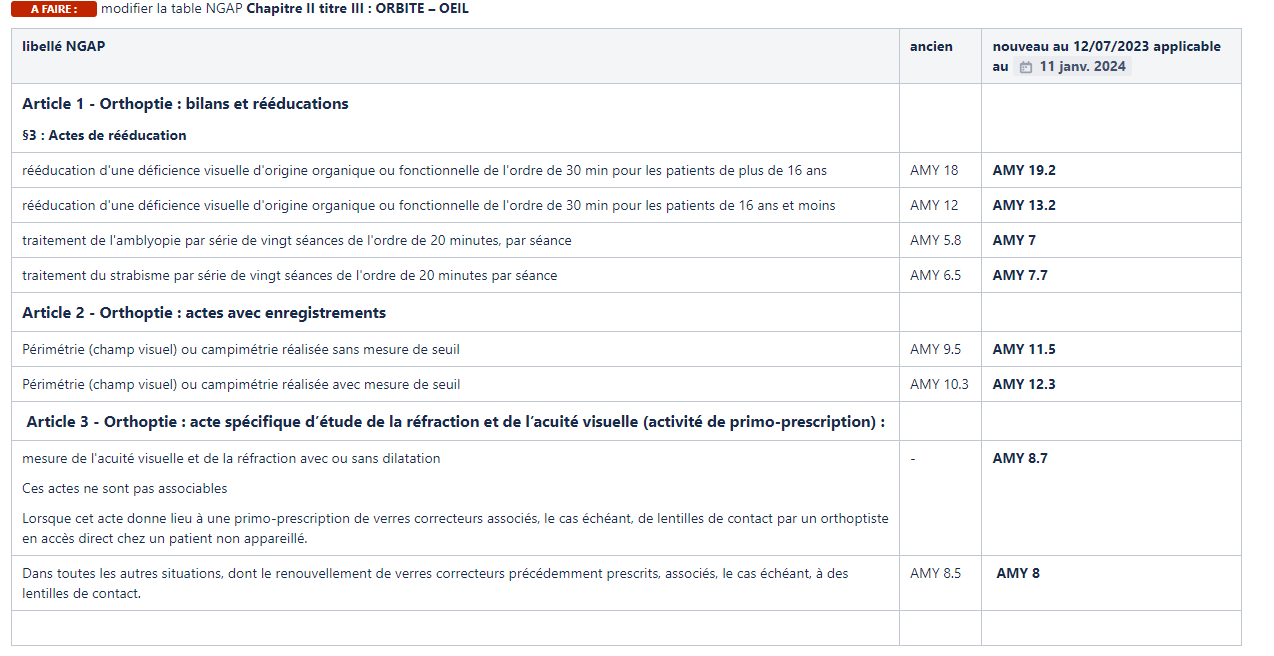 A FAIRE : modifier la table NGAP Chapitre II titre III : ORBITE – OEIL
libellé NGAP
ancien
nouveau au 12/07/2023 applicable
au 11 janv. 2024
Article 1 - Orthoptie : bilans et rééducations
§3 : Actes de rééducation
rééducation d'une déficience visuelle d'origine organique ou fonctionnelle de l'ordre de 30 min pour les patients de plus de 16 ans
AMY 18
AMY 19.2
rééducation d'une déficience visuelle d'origine organique ou fonctionnelle de l'ordre de 30 min pour les patients de 16 ans et moins
AMY 12
AMY 13.2
traitement de l'amblyopie par série de vingt séances de l'ordre de 20 minutes, par séance
AMY 5.8
AMY 7
traitement du strabisme par série de vingt séances de l'ordre de 20 minutes par séance
AMY 6.5
AMY 7.7
Article 2 - Orthoptie : actes avec enregistrements
Périmétrie (champ visuel) ou campimétrie réalisée sans mesure de seuil
AMY 9.5
AMY 11.5
Périmétrie (champ visuel) ou campimétrie réalisée avec mesure de seuil
AMY 10.3
AMY 12.3
Article 3 - Orthoptie : acte spécifique d’étude de la réfraction et de l’acuité visuelle (activité de primo-prescription) :
mesure de l'acuité visuelle et de la réfraction avec ou sans dilatation
-
AMY 8.7
Ces actes ne sont pas associables
Lorsque cet acte donne lieu à une primo-prescription de verres correcteurs associés, le cas échéant, de lentilles de contact par un orthoptiste
en accès direct chez un patient non appareillé.
Dans toutes les autres situations, dont le renouvellement de verres correcteurs précédemment prescrits, associés, le cas échéant, à des
lentilles de contact.
AMY 8.5
AMY 8